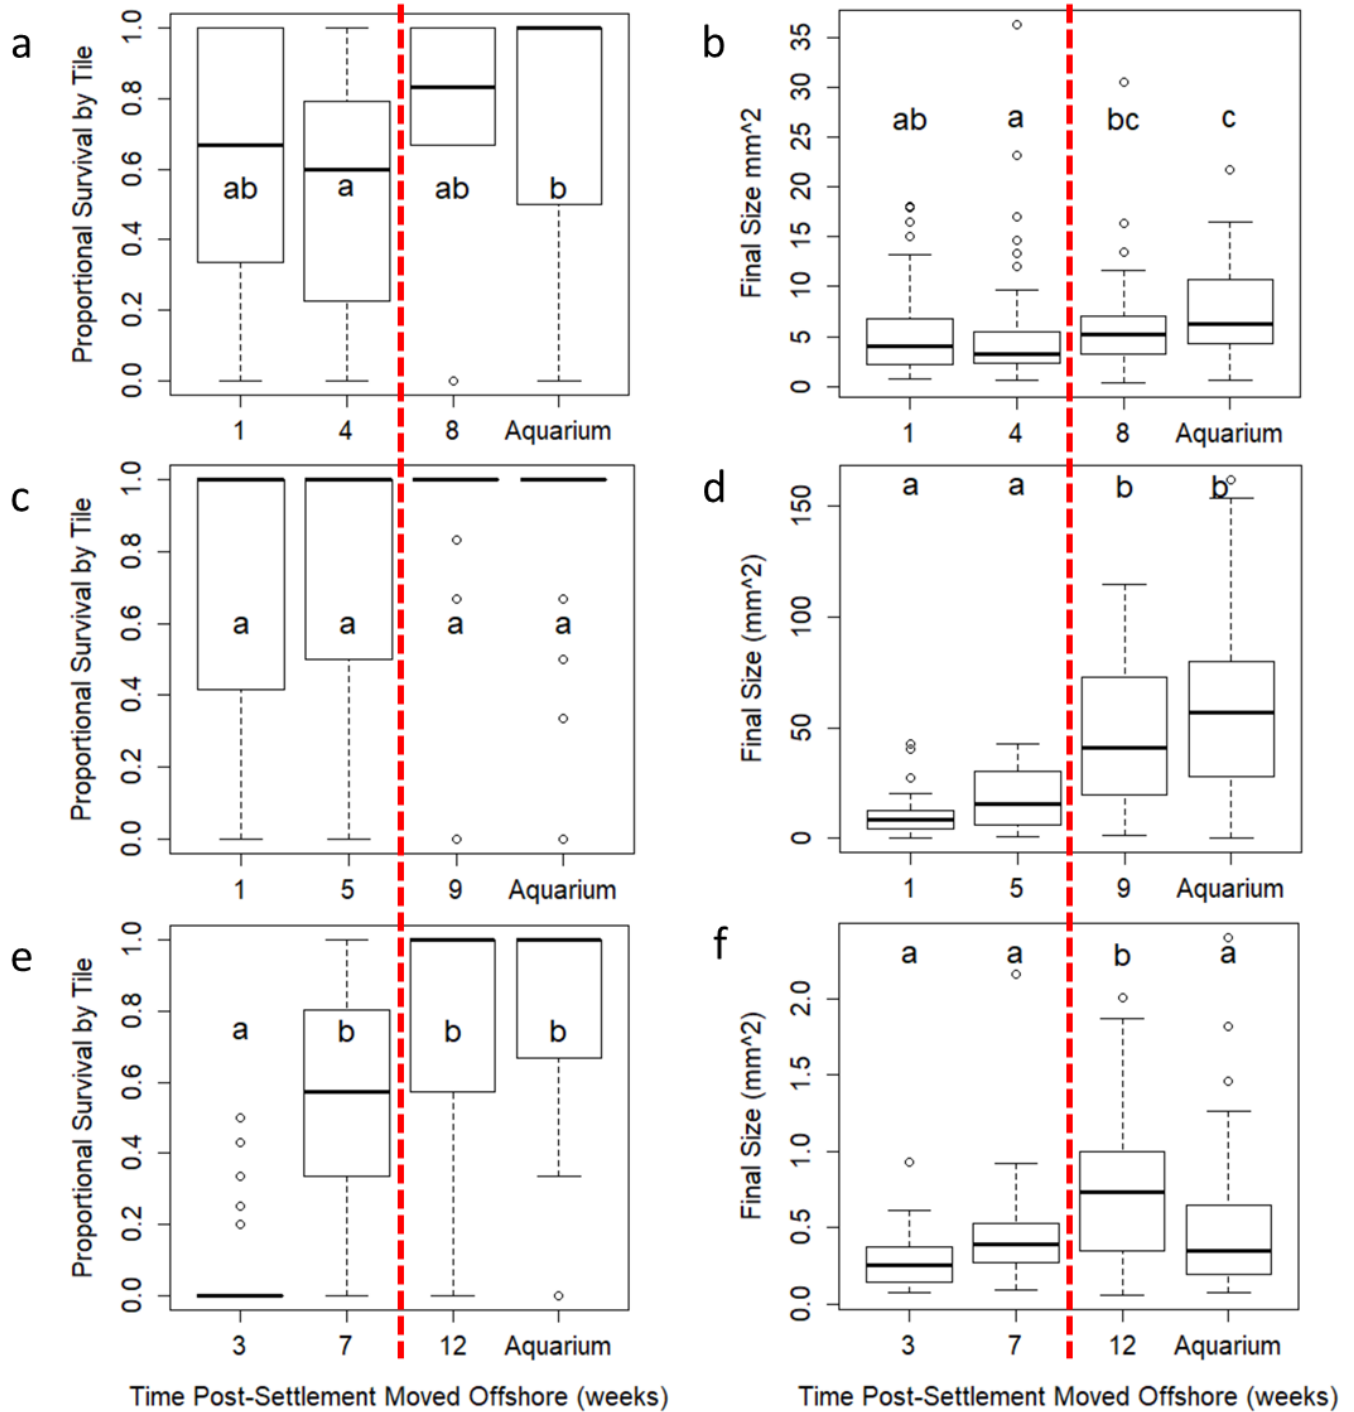 a
Proportional Survival by Tile
1.0
0.8
0.6
0.4
0.2
0.0
ab
a
ab
b
1 4 8 Aquarium
b
Final Size mm^2
35
30
25
20
15
10
5
0
ab
a
bc
c
1 4 8 Aquarium
c
Proportional Survival by Tile
1.0
0.8
0.6
0.4
0.2
0.0
a
a
a
a
1 5 9 Aquarium
d
Final Size (mm^2)
150
100
50
0
a
a
b
b
1 5 9 Aquarium
e
Proportional Survival by Tile
1.0
0.8
0.6
0.4
0.2
0.0
a
b
b
b
3 7 12 Aquarium
Time Post-Settlement Moved Offshore (weeks)
f
Final Size (mm^2)
2.0
1.5
1.0
0.5
0.0
a
a
b
a
3 7 12 Aquarium
Time Post-Settlement Moved Offshore (weeks)